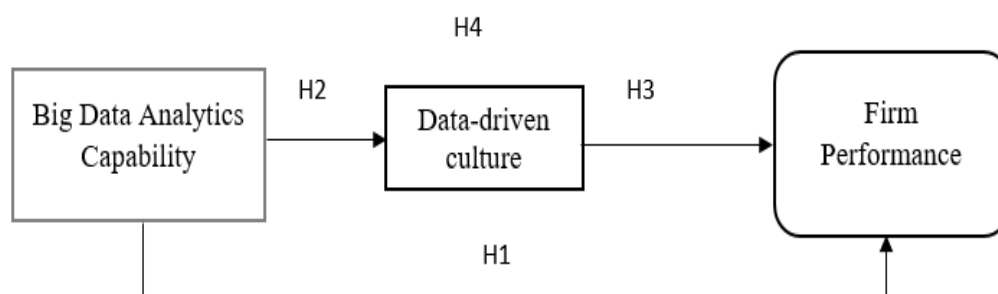 H4
Big Data Analytics
Capability
H2
Data-driven
culture
H3
Firm
Performance
H1